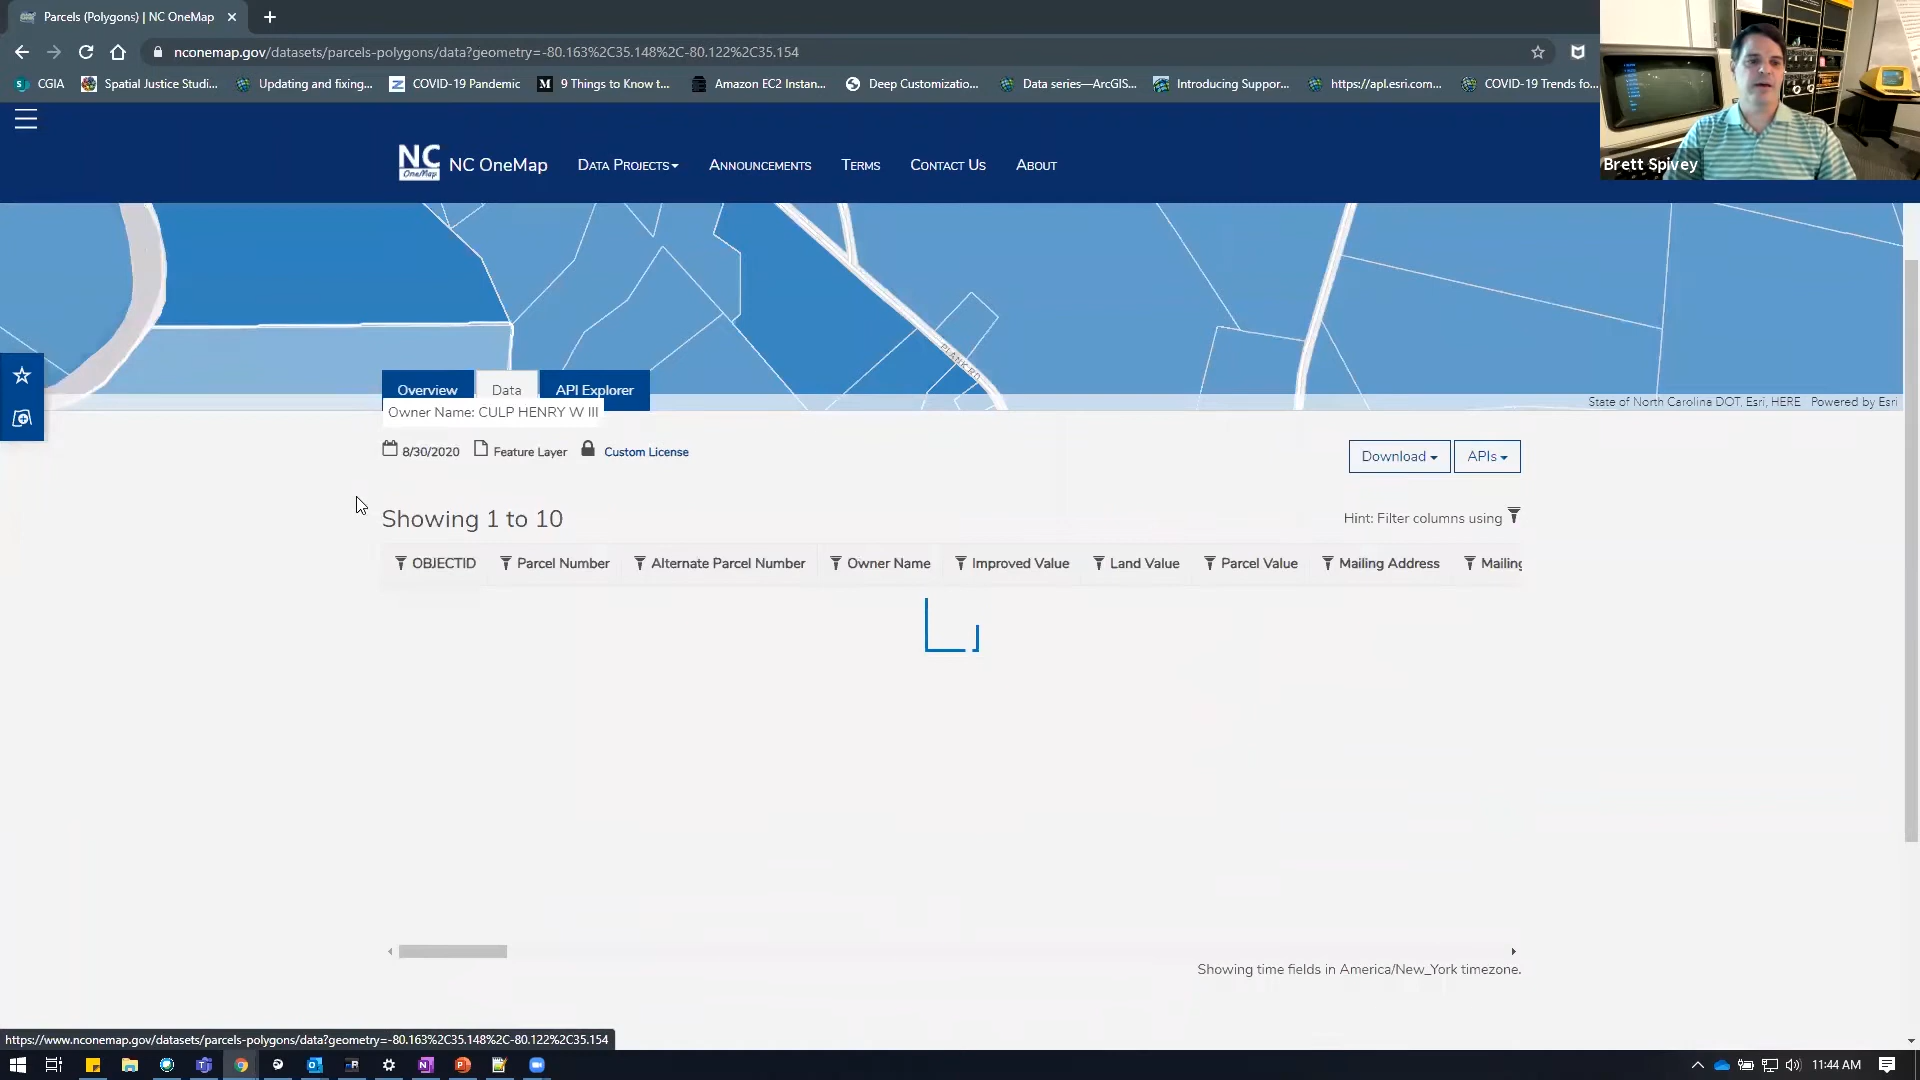 Parcels (Polygons) | NC OneMap
nconemap.gov/datasets/parcels-polygons/data?geometry=-80.163%2C35.148%2C-80.122%2C35.154
CGIA
Spatial Justice Studi...
Updating and fixing...
COVID-19 Pandemic
9 Things to Know t...
Amazon EC2 Instan...
Deep Customizatio...
Data series—ArcGIS...
Introducing Suppor...
https://apl.esri.com...
COVID-19 Trends fo...
Brett Spivey
NC OneMap
NC OneMap
Data Projects
Announcements
Terms
Contact Us
About
PLANK RD
Overview
Data
API Explorer
State of North Carolina DOT, Esri, HERE Powered by Esri
Owner Name: CULP HENRY W III
8/30/2020
Feature Layer
Custom License
Download
APIs
Showing 1 to 10
Hint: Filter columns using
OBJECTID
Parcel Number
Alternate Parcel Number
Owner Name
Improved Value
Land Value
Parcel Value
Mailing Address
Mailing
Showing time fields in America/New_York timezone.
https://www.nconemap.gov/datasets/parcels-polygons/data?geometry=-80.163%2C35.148%2C-80.122%2C35.154
11:44 AM